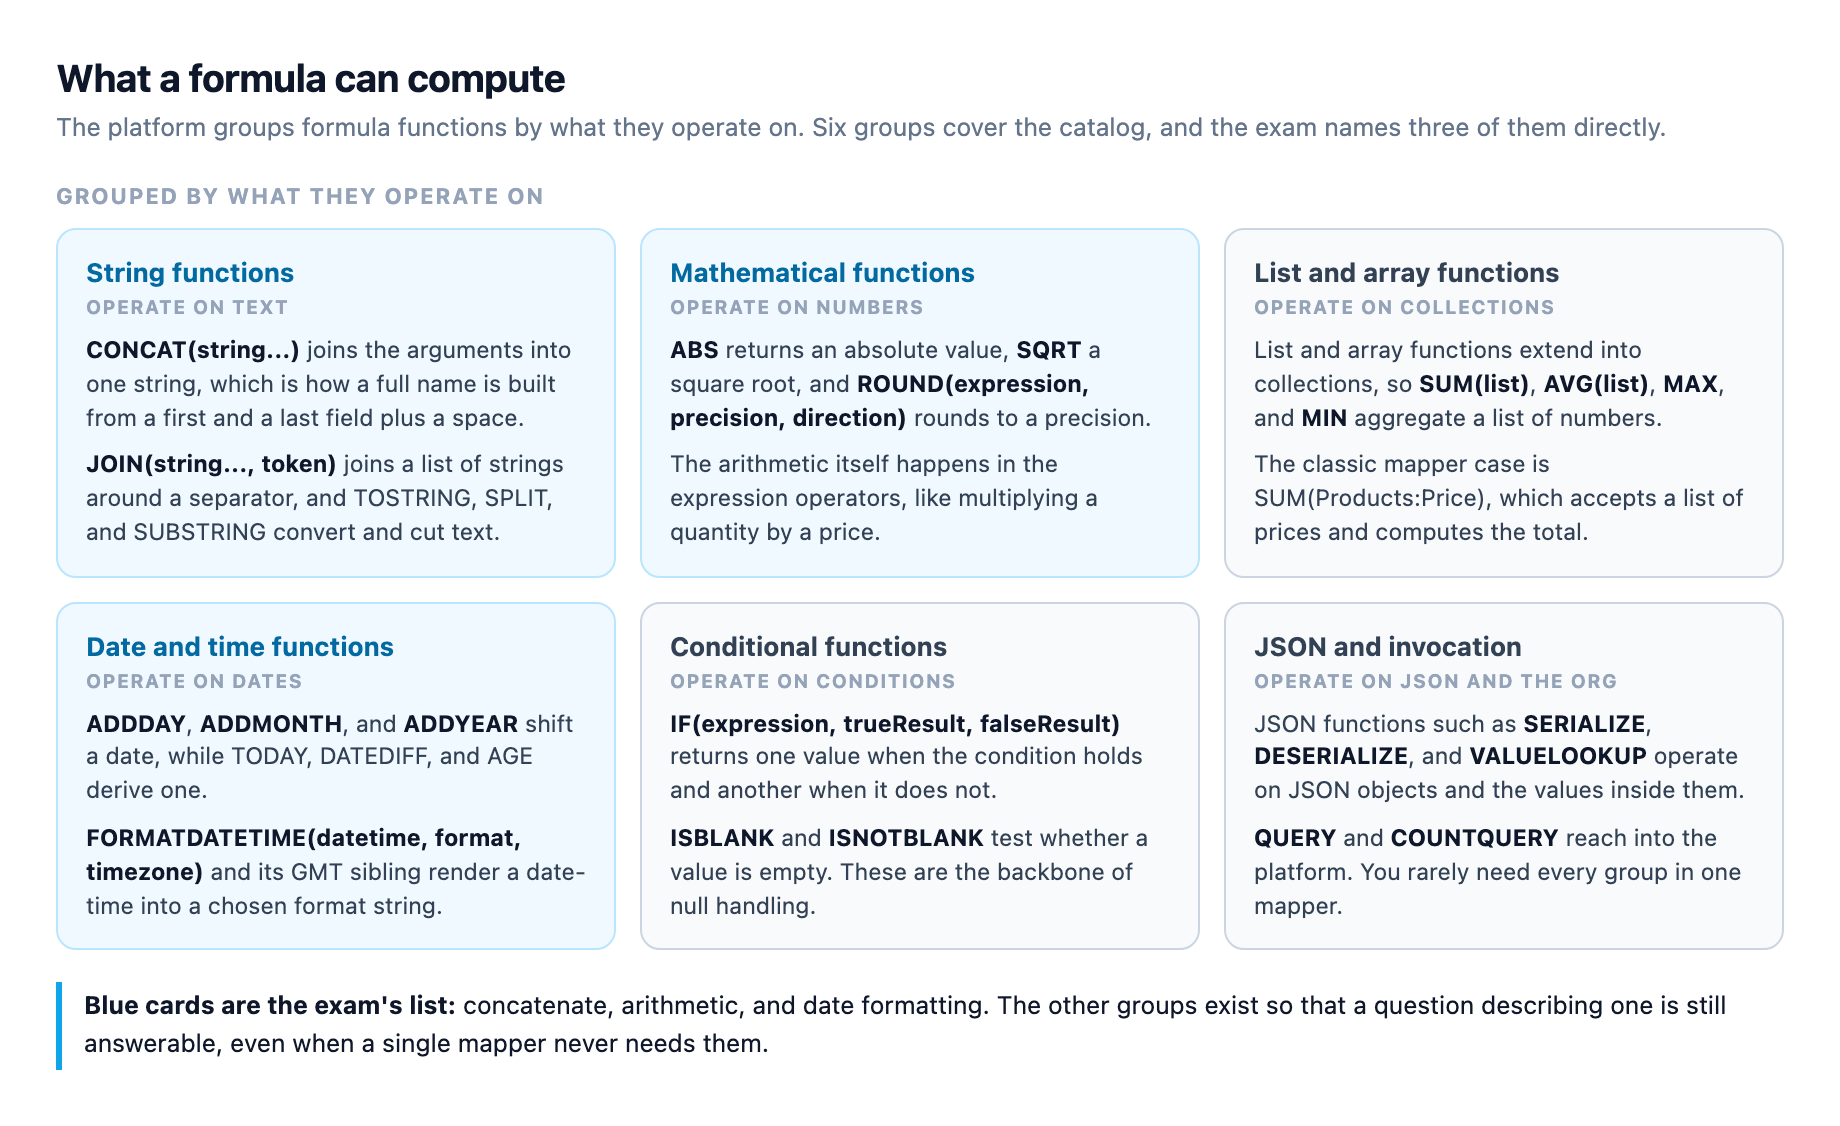 What a formula can compute
The platform groups formula functions by what they operate on. Six groups cover the catalog, and the exam names three of them directly.
GROUPED BY WHAT THEY OPERATE ON
String functions
OPERATE ON TEXT
CONCAT(string...) joins the arguments into
one string, which is how a full name is built
from a first and a last field plus a space.
JOIN(string..., token) joins a list of strings
around a separator, and TOSTRING, SPLIT,
and SUBSTRING convert and cut text.
Mathematical functions
OPERATE ON NUMBERS
ABS returns an absolute value, SQRT a
square root, and ROUND(expression,
precision, direction) rounds to a precision.
The arithmetic itself happens in the
expression operators, like multiplying a
quantity by a price.
List and array functions
OPERATE ON COLLECTIONS
List and array functions extend into
collections, so SUM(list), AVG(list), MAX,
and MIN aggregate a list of numbers.
The classic mapper case is
SUM(Products:Price), which accepts a list of
prices and computes the total.
Date and time functions
OPERATE ON DATES
ADDDAY, ADDMONTH, and ADDYEAR shift
a date, while TODAY, DATEDIFF, and AGE
derive one.
FORMATDATETIME(datetime, format,
timezone) and its GMT sibling render a date-
time into a chosen format string.
Conditional functions
OPERATE ON CONDITIONS
IF(expression, trueResult, falseResult)
returns one value when the condition holds
and another when it does not.
ISBLANK and ISNOTBLANK test whether a
value is empty. These are the backbone of
null handling.
JSON and invocation
OPERATE ON JSON AND THE ORG
JSON functions such as SERIALIZE,
DESERIALIZE, and VALUELOOKUP operate
on JSON objects and the values inside them.
QUERY and COUNTQUERY reach into the
platform. You rarely need every group in one
mapper.
Blue cards are the exam's list: concatenate, arithmetic, and date formatting. The other groups exist so that a question describing one is still
answerable, even when a single mapper never needs them.